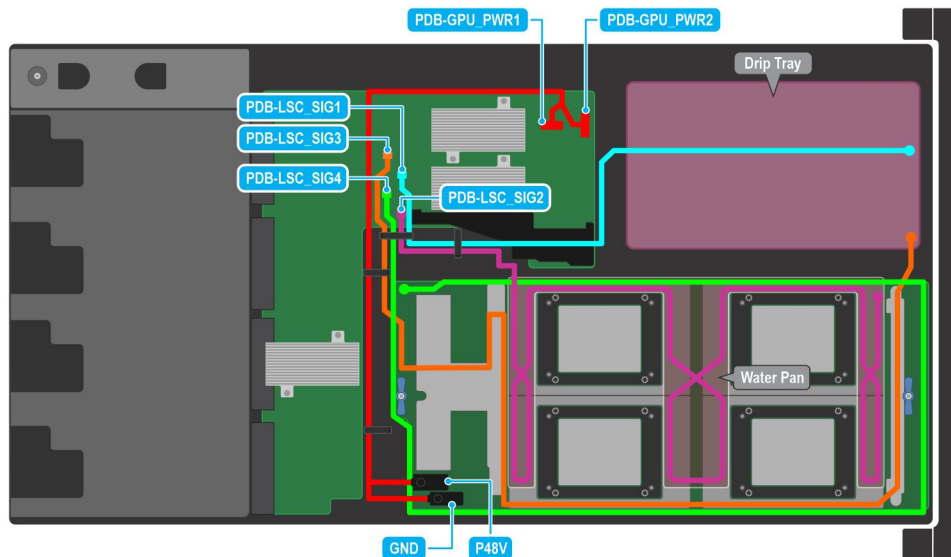 PDB-GPU_PWR1
PDB-GPU_PWR2
Drip Tray
PDB-LSC_SIG1
PDB-LSC_SIG3
PDB-LSC_SIG4
PDB-LSC_SIG2
Water Pan
GND
P48V